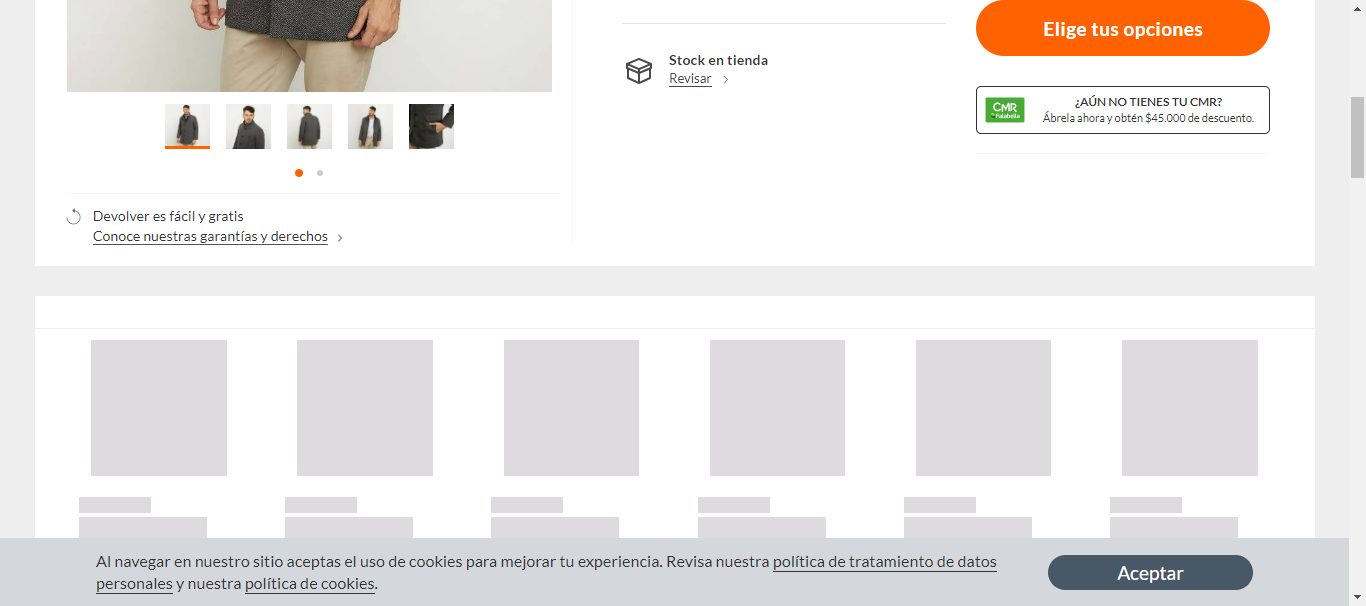 Elige tus opciones
Stock en tienda
Revisar
CMR
Falabella
¿AÚN NO TIENES TU CMR?
Ábrela ahora y obtén $45.000 de descuento.
Devolver es fácil y gratis
Conoce nuestras garantías y derechos
Al navegar en nuestro sitio aceptas el uso de cookies para mejorar tu experiencia. Revisa nuestra política de tratamiento de datos
personales y nuestra política de cookies.
Aceptar